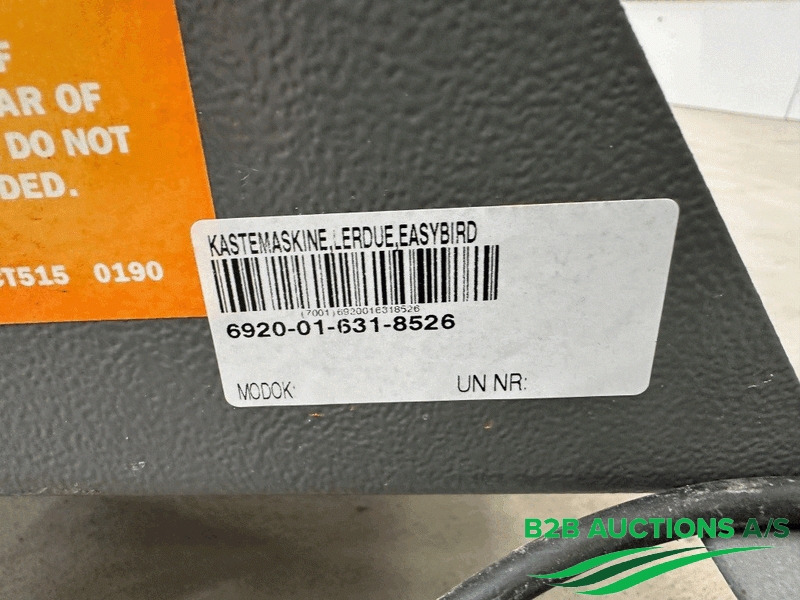 F
AR OF
DO NOT
DED.
CT515 0190
KASTEMASKINE,LERDUE,EASYBIRD
(7001)6920016318526
6920-01-631-8526
MODOK:
UN NR:
B2B AUCTIONS A/S